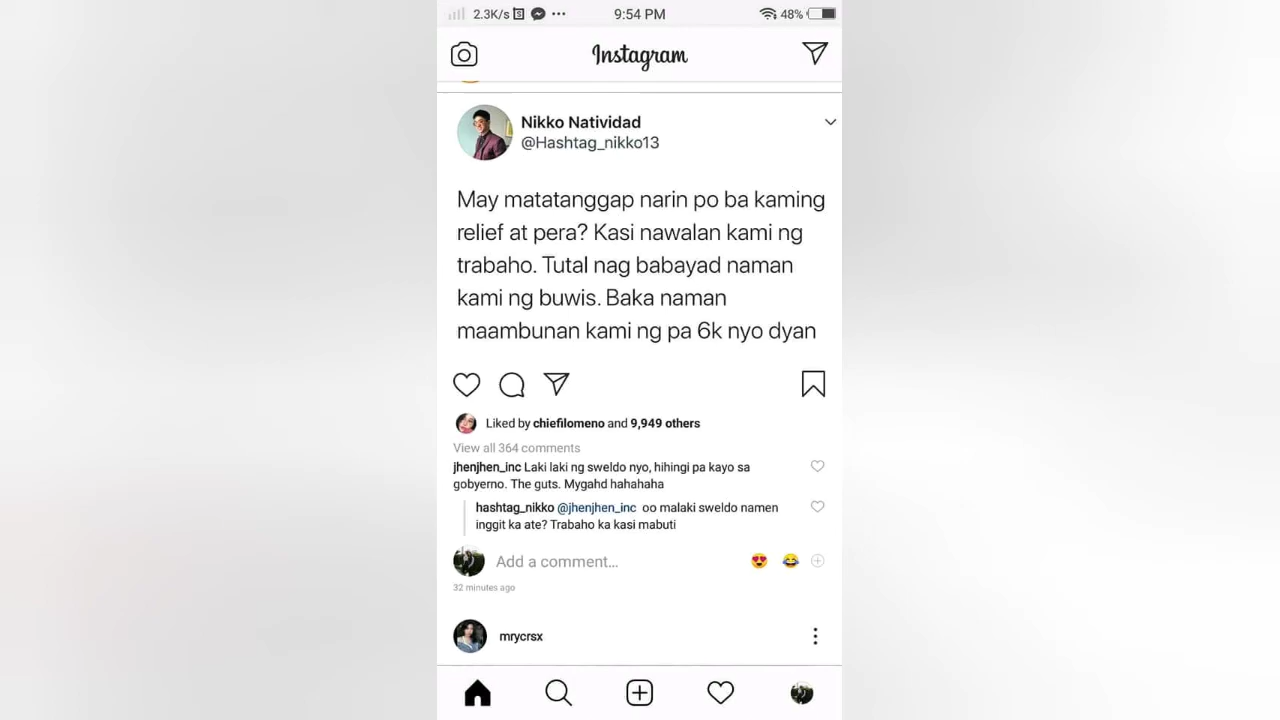 2.3K/s
9:54 PM
48%
Instagram
Nikko Natividad
@Hashtag_nikko13
May matatanggap narin po ba kaming
relief at pera? Kasi nawalan kami ng
trabaho. Tutal nag babayad naman
kami ng buwis. Baka naman
maambunan kami ng pa 6k nyo dyan
Liked by chiefilomeno and 9,949 others
View all 364 comments
jhenjhen_inc Laki laki ng sweldo nyo, hihingi pa kayo sa
gobyerno. The guts. Mygahd hahahaha
hashtag_nikko @jhenjhen_inc oo malaki sweldo namen
inggit ka ate? Trabaho ka kasi mabuti
Add a comment...
32 minutes ago
mrycrsx